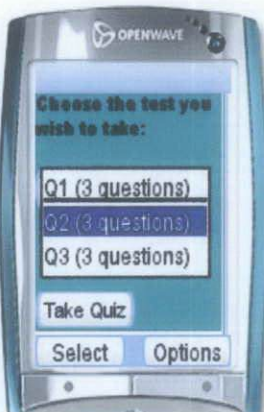 OPENWAVE
Choose the test you
wish to take:
Q1 (3 questions)
Q2 (3 questions)
Q3 (3 questions)
Take Quiz
Select Options